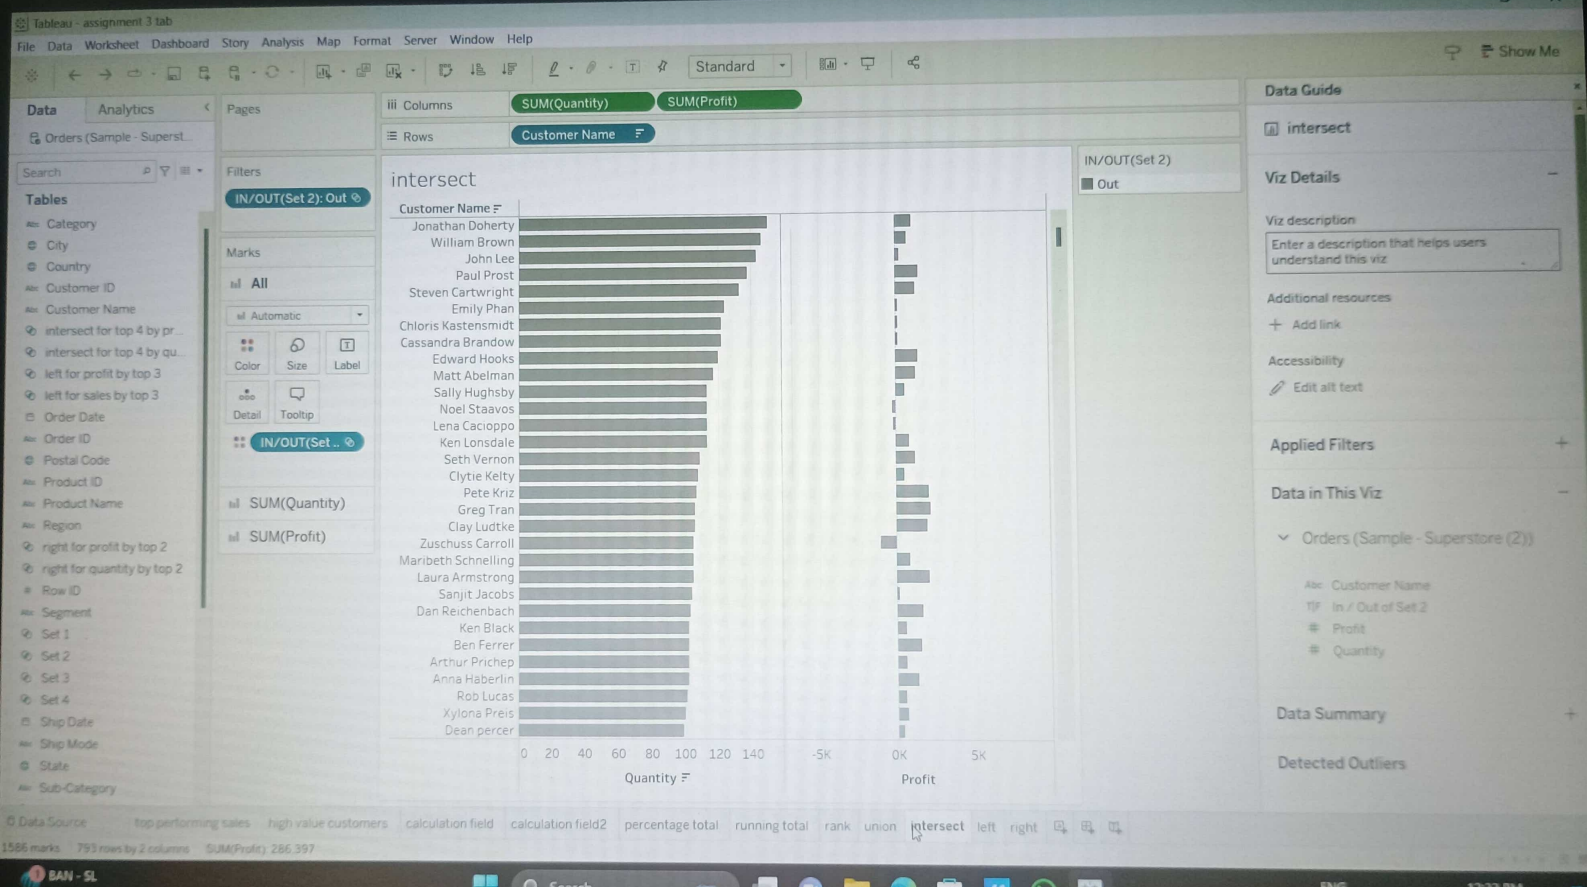 Tableau - assignment 3 tab
File Data Worksheet Dashboard Story Analysis Map Format Server Window Help
Standard
Show Me
Data Analytics
Orders (Sample - Superst...
Search
Tables
Abc Category
City
Country
Abc Customer ID
Abc Customer Name
intersect for top 4 by pr...
intersect for top 4 by qu...
left for profit by top 3
left for sales by top 3
Order Date
Abc Order ID
Postal Code
Abc Product ID
Abc Product Name
Abc Region
right for profit by top 2
right for quantity by top 2
# Row ID
Abc Segment
Set 1
Set 2
Set 3
Set 4
Ship Date
Abc Ship Mode
State
Abc Sub-Category
Pages
Filters
IN/OUT(Set 2): Out
Marks
All
Automatic
Color Size Label
Detail Tooltip
IN/OUT(Set ..
SUM(Quantity)
SUM(Profit)
iii Columns SUM(Quantity) SUM(Profit)
Rows Customer Name
intersect
Customer Name
Jonathan Doherty
William Brown
John Lee
Paul Prost
Steven Cartwright
Emily Phan
Chloris Kastensmidt
Cassandra Brandow
Edward Hooks
Matt Abelman
Sally Hughsby
Noel Staavos
Lena Cacioppo
Ken Lonsdale
Seth Vernon
Clytie Kelty
Pete Kriz
Greg Tran
Clay Ludtke
Zuschuss Carroll
Maribeth Schnelling
Laura Armstrong
Sanjit Jacobs
Dan Reichenbach
Ken Black
Ben Ferrer
Arthur Prichep
Anna Haberlin
Rob Lucas
Xylona Preis
Dean percer
0 20 40 60 80 100 120 140 -5K 0K 5K
Quantity Profit
IN/OUT(Set 2)
Out
Data Guide
intersect
Viz Details
Viz description
Enter a description that helps users
understand this viz
Additional resources
+ Add link
Accessibility
Edit alt text
Applied Filters +
Data in This Viz
Orders (Sample - Superstore (2))
Abc Customer Name
T|F In / Out of Set 2
# Profit
# Quantity
Data Summary +
Detected Outliers
Data Source top performing sales high value customers calculation field calculation field2 percentage total running total rank union intersect left right
1586 marks 793 rows by 2 columns SUM(Profit): 286,397
1 BAN - SL
Search